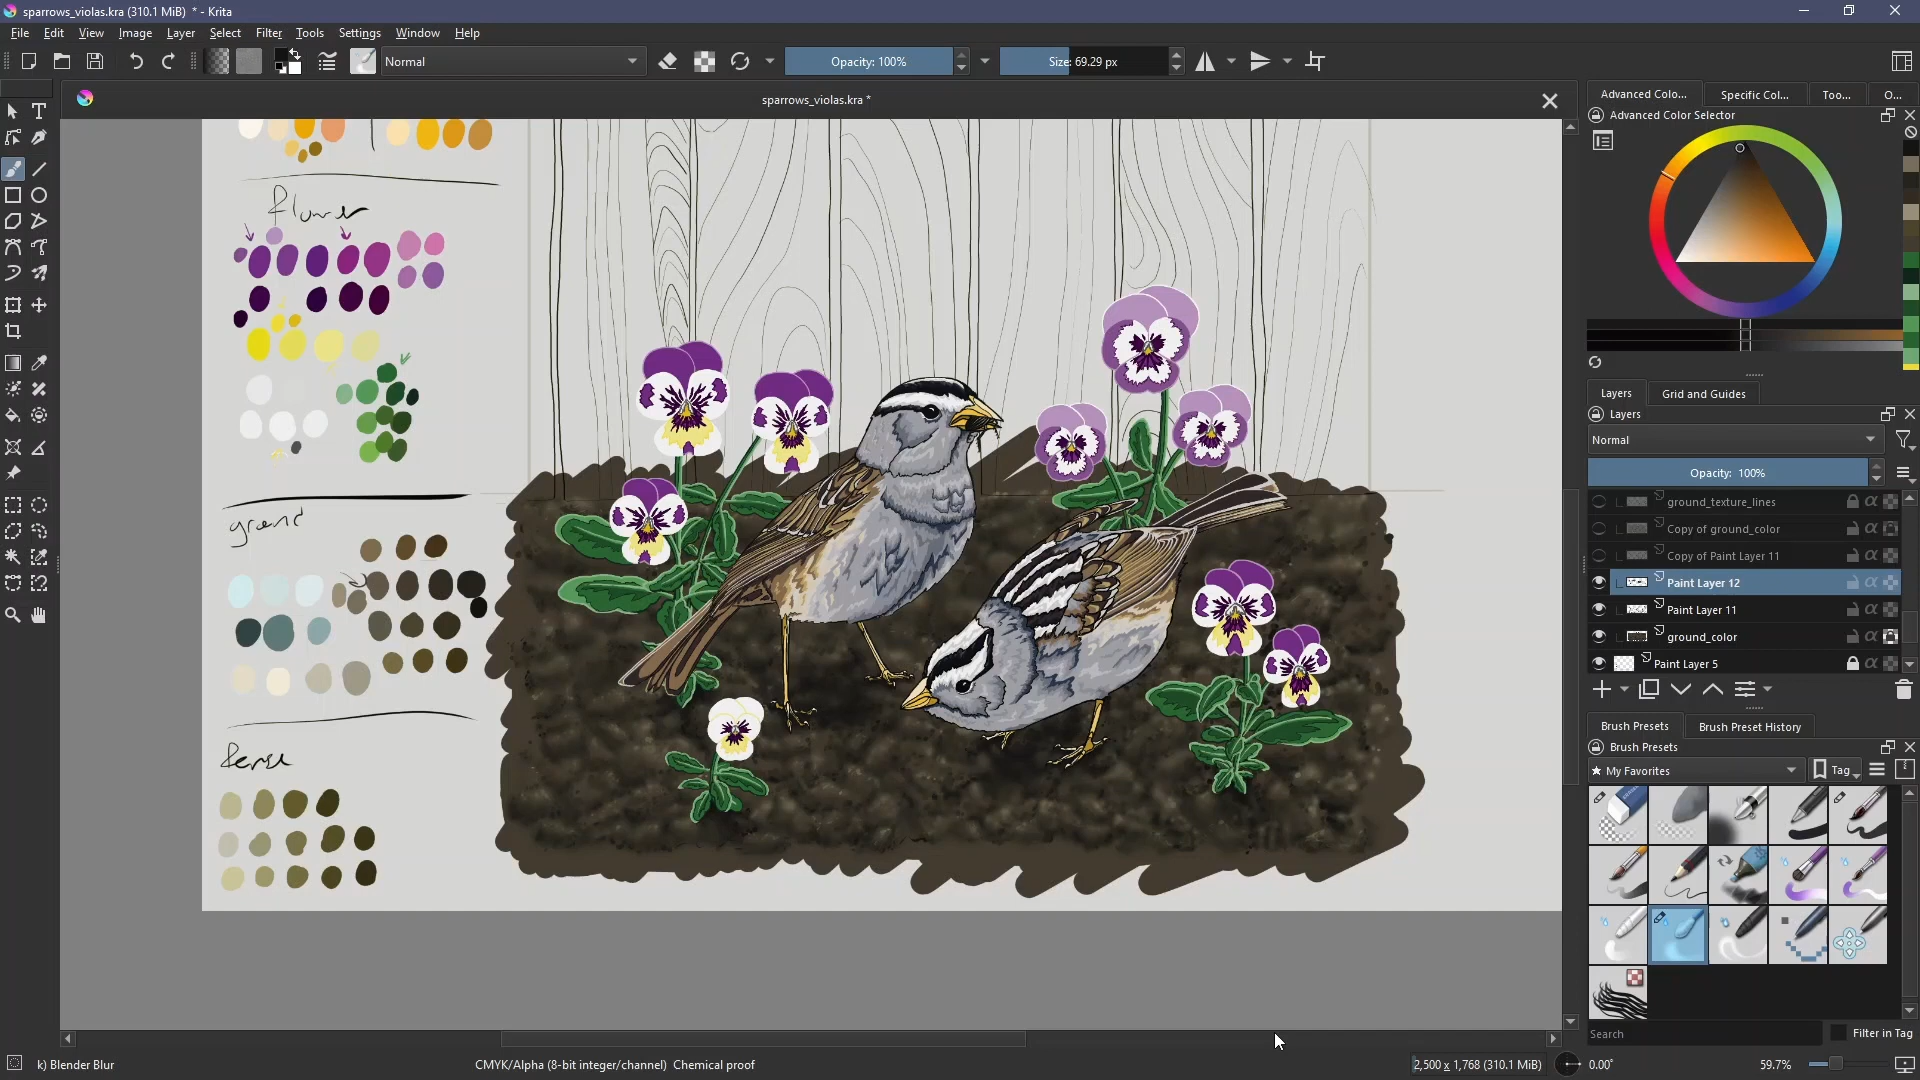 sparrows_violas.kra (310.1 MiB) * - Krita
File Edit View Image Layer Select Filter Tools Settings Window Help
Normal
Opacity: 100%
Size: 69.29 px
sparrows_violas.kra *
Advanced Colo...
Specific Col...
Too...
O...
Advanced Color Selector
flower
ground
Layers
Grid and Guides
Layers
Normal
Opacity: 100%
ground_texture_lines
Copy of ground_color
Copy of Paint Layer 11
Paint Layer 12
Paint Layer 11
ground_color
Paint Layer 5
Brush Presets
Brush Preset History
Brush Presets
★ My Favorites
Tag
Search
Filter in Tag
k) Blender Blur
CMYK/Alpha (8-bit integer/channel) Chemical proof
2,500 x 1,768 (310.1 MiB)
0.00°
59.7%